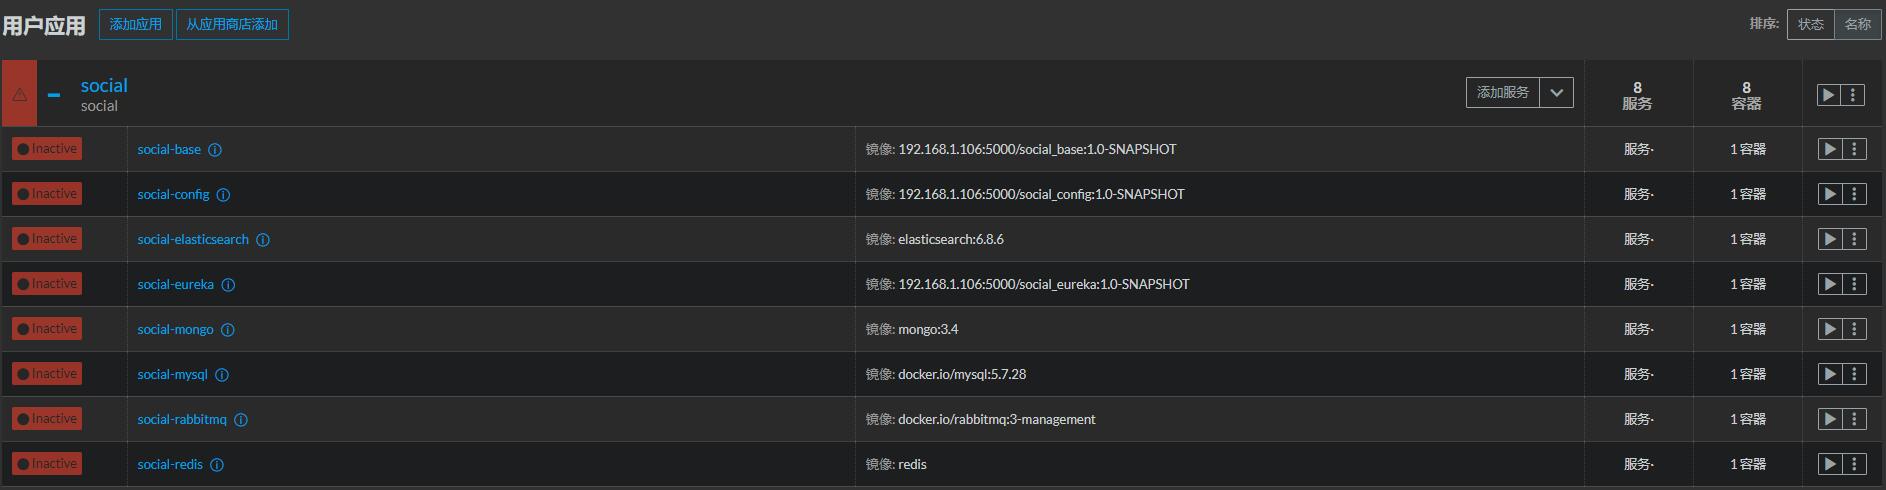 用户应用 添加应用 从应用商店添加 排序: 状态 名称
social 添加服务 8 服务 8 容器
social
Inactive social-base 镜像: 192.168.1.106:5000/social_base:1.0-SNAPSHOT 服务· 1 容器
Inactive social-config 镜像: 192.168.1.106:5000/social_config:1.0-SNAPSHOT 服务· 1 容器
Inactive social-elasticsearch 镜像: elasticsearch:6.8.6 服务· 1 容器
Inactive social-eureka 镜像: 192.168.1.106:5000/social_eureka:1.0-SNAPSHOT 服务· 1 容器
Inactive social-mongo 镜像: mongo:3.4 服务· 1 容器
Inactive social-mysql 镜像: docker.io/mysql:5.7.28 服务· 1 容器
Inactive social-rabbitmq 镜像: docker.io/rabbitmq:3-management 服务· 1 容器
Inactive social-redis 镜像: redis 服务· 1 容器